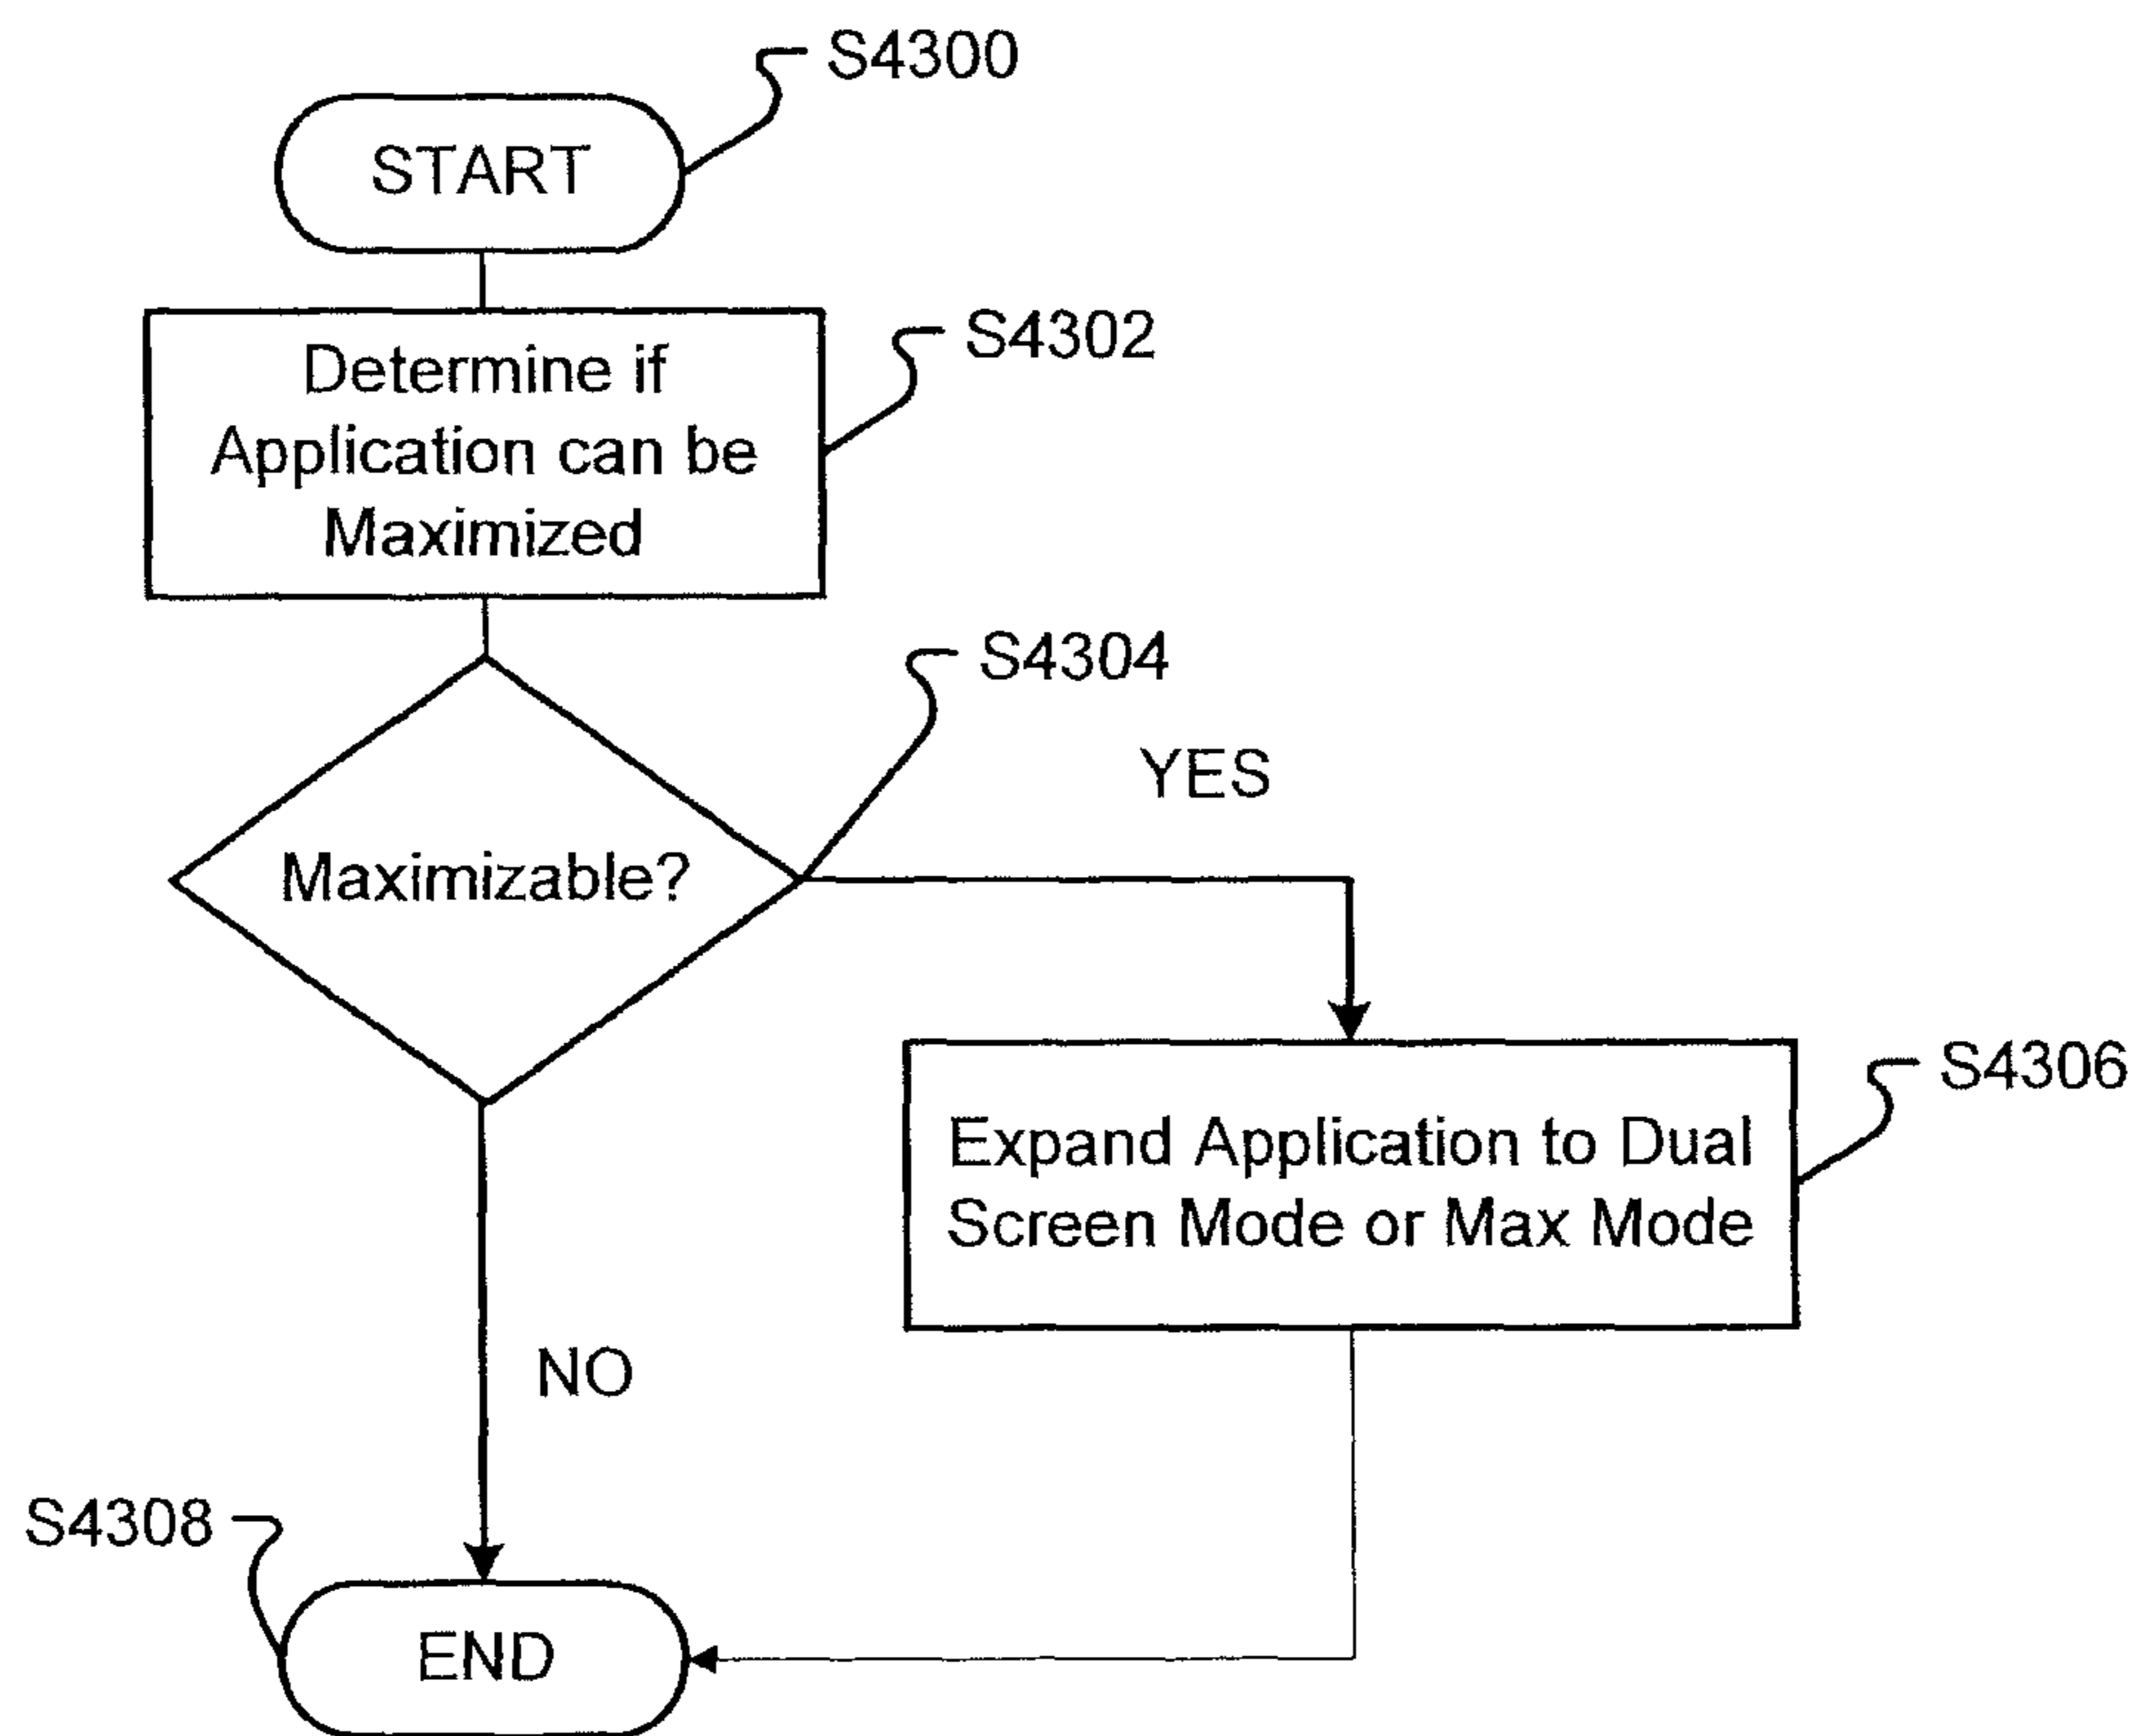 S4300
START
S4302
Determine if
Application can be
Maximized
S4304
YES
Maximizable?
S4306
Expand Application to Dual
Screen Mode or Max Mode
NO
S4308
END